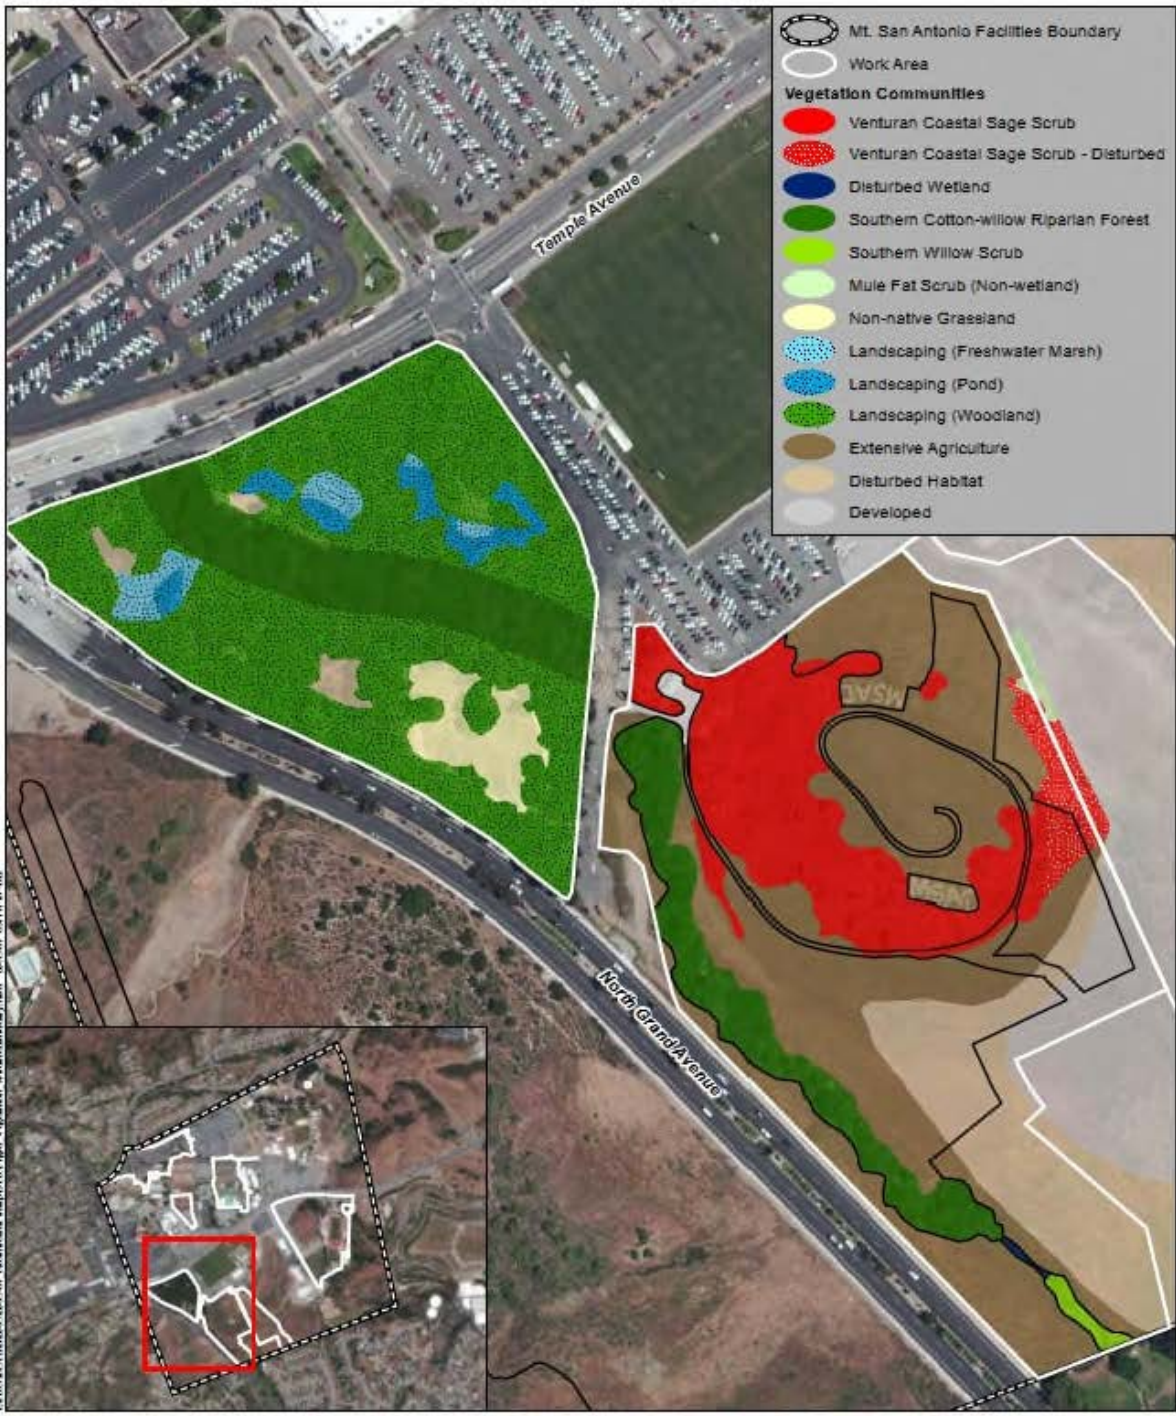 Mt. San Antonio Facilities Boundary
Work Area
Vegetation Communities
Venturan Coastal Sage Scrub
Venturan Coastal Sage Scrub - Disturbed
Disturbed Wetland
Southern Cotton-willow Riparian Forest
Southern Willow Scrub
Mule Fat Scrub (Non-wetland)
Non-native Grassland
Landscaping (Freshwater Marsh)
Landscaping (Pond)
Landscaping (Woodland)
Extensive Agriculture
Disturbed Habitat
Developed
Temple Avenue
MSAC
North Grand Avenue